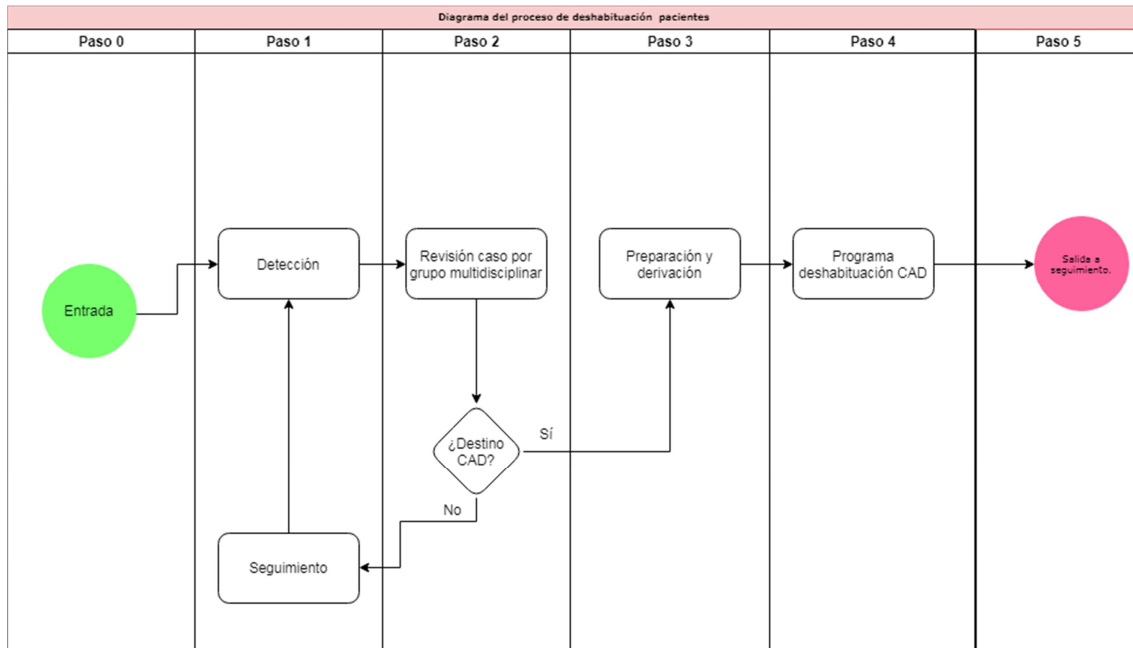 Diagrama del proceso de deshabituación pacientes
Paso 0
Paso 1
Paso 2
Paso 3
Paso 4
Paso 5
Entrada
Detección
Revisión caso por
grupo multidisciplinar
Preparación y
derivación
Programa
deshabituación CAD
Salida a
seguimiento.
¿Destino
CAD?
Sí
No
Seguimiento